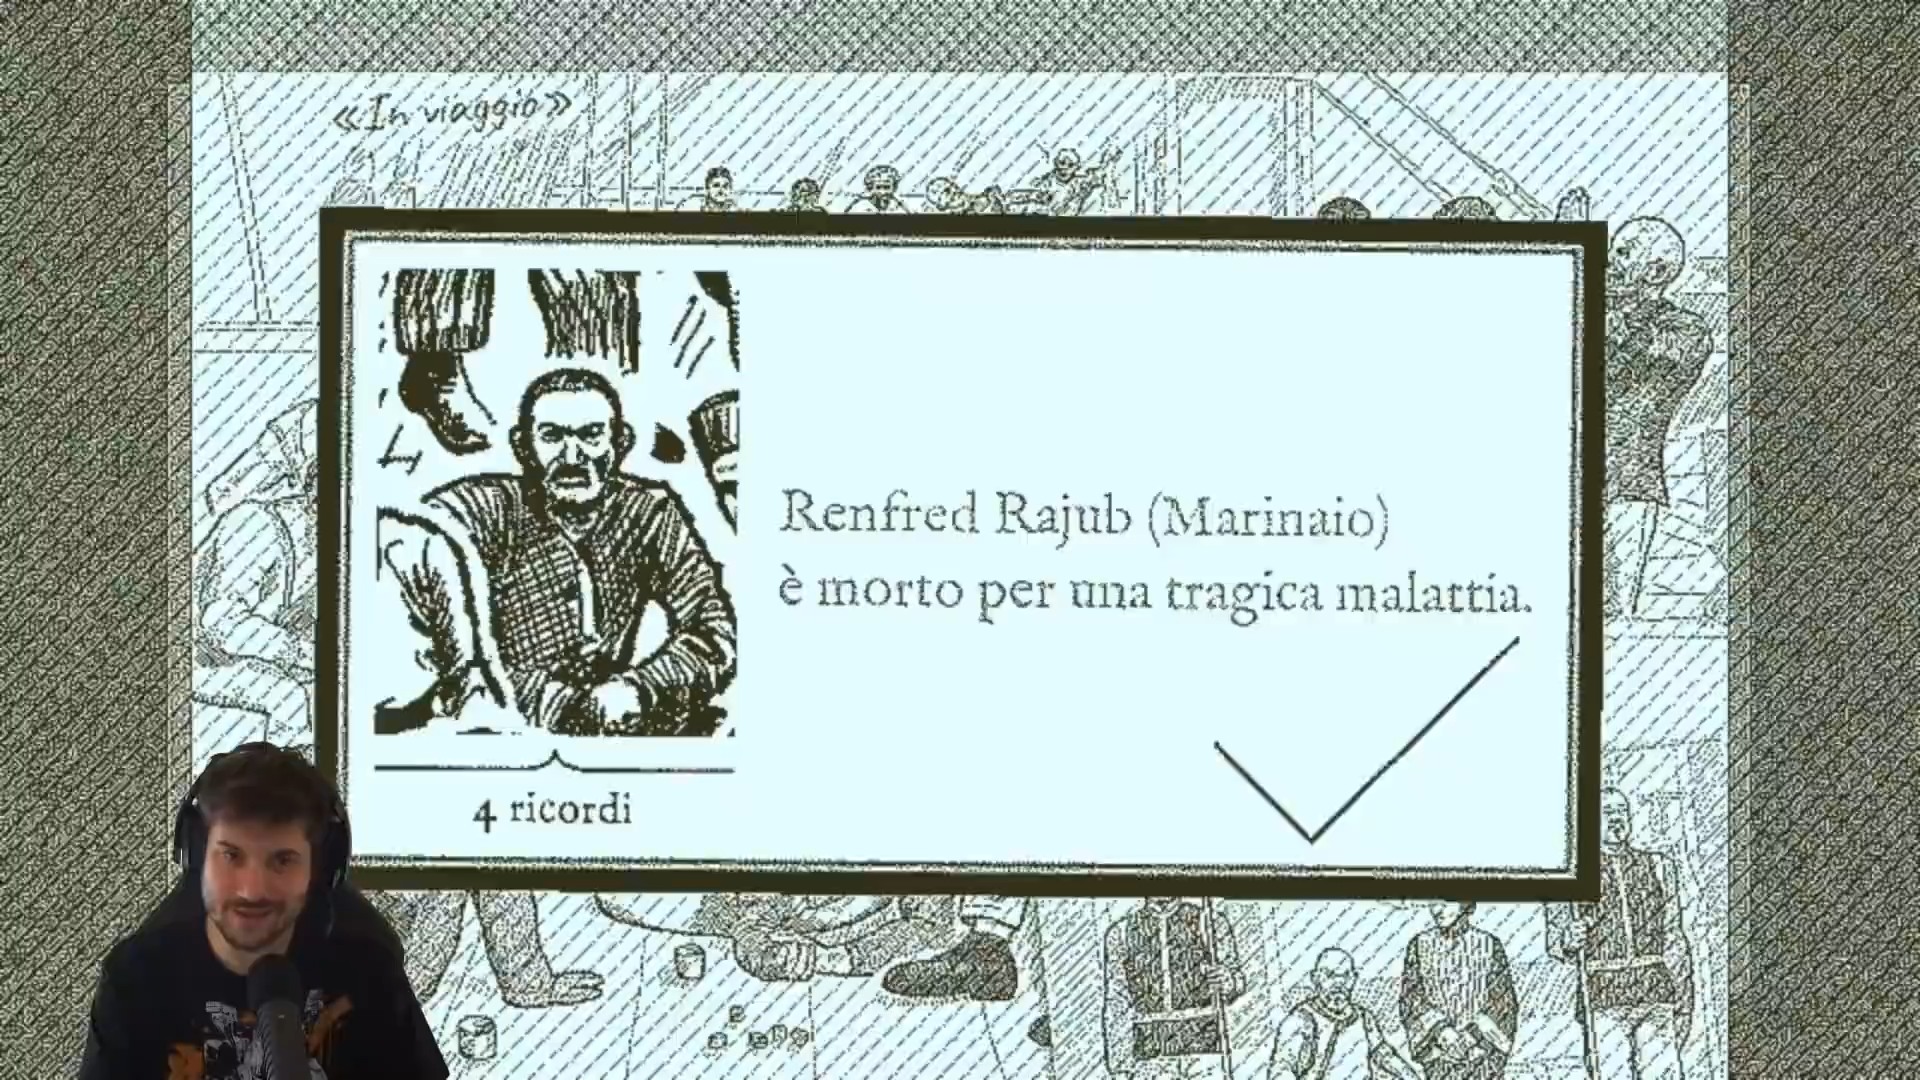 «In viaggio»
Renfred Rajub (Marinaio)
è morto per una tragica malattia.
4 ricordi